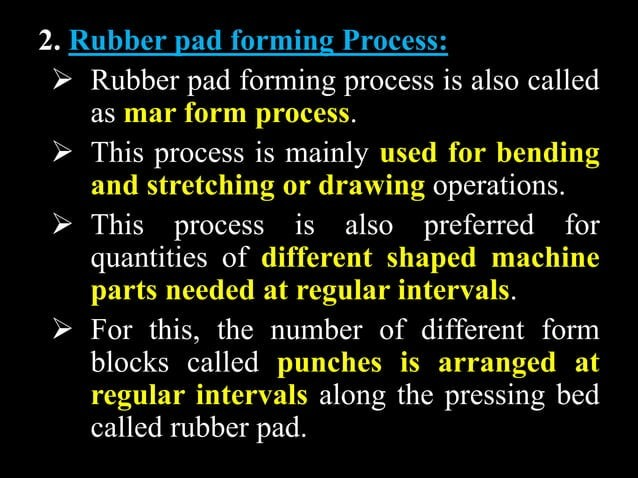 2. Rubber pad forming Process:
➢ Rubber pad forming process is also called
as mar form process.
➢ This process is mainly used for bending
and stretching or drawing operations.
➢ This process is also preferred for
quantities of different shaped machine
parts needed at regular intervals.
➢ For this, the number of different form
blocks called punches is arranged at
regular intervals along the pressing bed
called rubber pad.